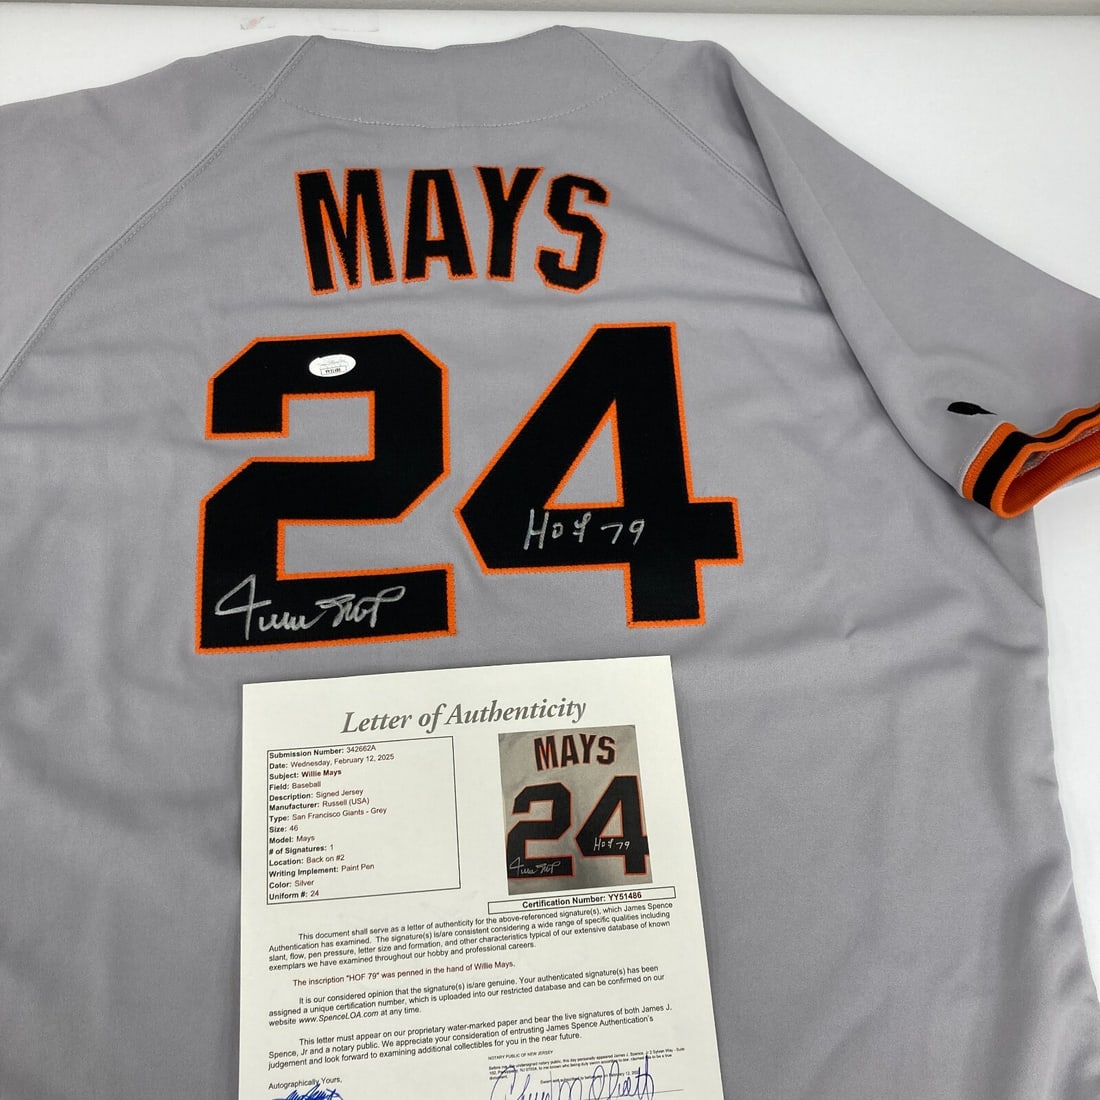 MAYS
24
HOF 79
Willie Mays
Letter of Authenticity
Submission Number: 342662A
Date: Wednesday, February 12, 2025
Subject: Willie Mays
Field: Baseball
Description: Signed Jersey
Manufacturer: Russell (USA)
Type: San Francisco Giants - Grey
Size: 46
Model: Mays
# of Signatures: 1
Location: Back on #2
Writing Implement: Paint Pen
Color: Silver
Uniform #: 24
MAYS
24
HOF 79
Willie Mays
Certification Number: YY51486
This document shall serve as a letter of authenticity for the above-referenced signature(s), which James Spence
Authentication has examined. The signature(s) is/are consistent considering a wide range of specific qualities including
slant, flow, pen pressure, letter size and formation, and other characteristics typical of our extensive database of known
exemplars we have examined throughout our hobby and professional careers.
The inscription "HOF 79" was penned in the hand of Willie Mays.
It is our considered opinion that the signature(s) is/are genuine. Your authenticated signature(s) has been
assigned a unique certification number, which is uploaded into our restricted database and can be confirmed on our
website www.SpenceLOA.com at any time.
This letter must appear on our proprietary water-marked paper and bear the live signatures of both James J.
Spence, Jr and a notary public. We appreciate your consideration of entrusting James Spence Authentication's
judgement and look forward to examining additional collectibles for you in the near future.
Autographically Yours,
NOTARY PUBLIC OF NEW JERSEY